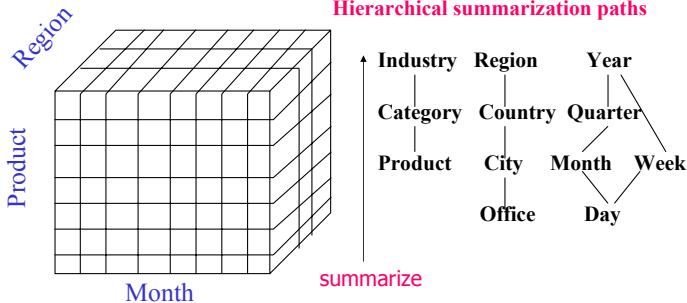 Hierarchical summarization paths
Region
Product
Month
Industry Region Year
Category Country Quarter
Product City Month Week
Office Day
summarize